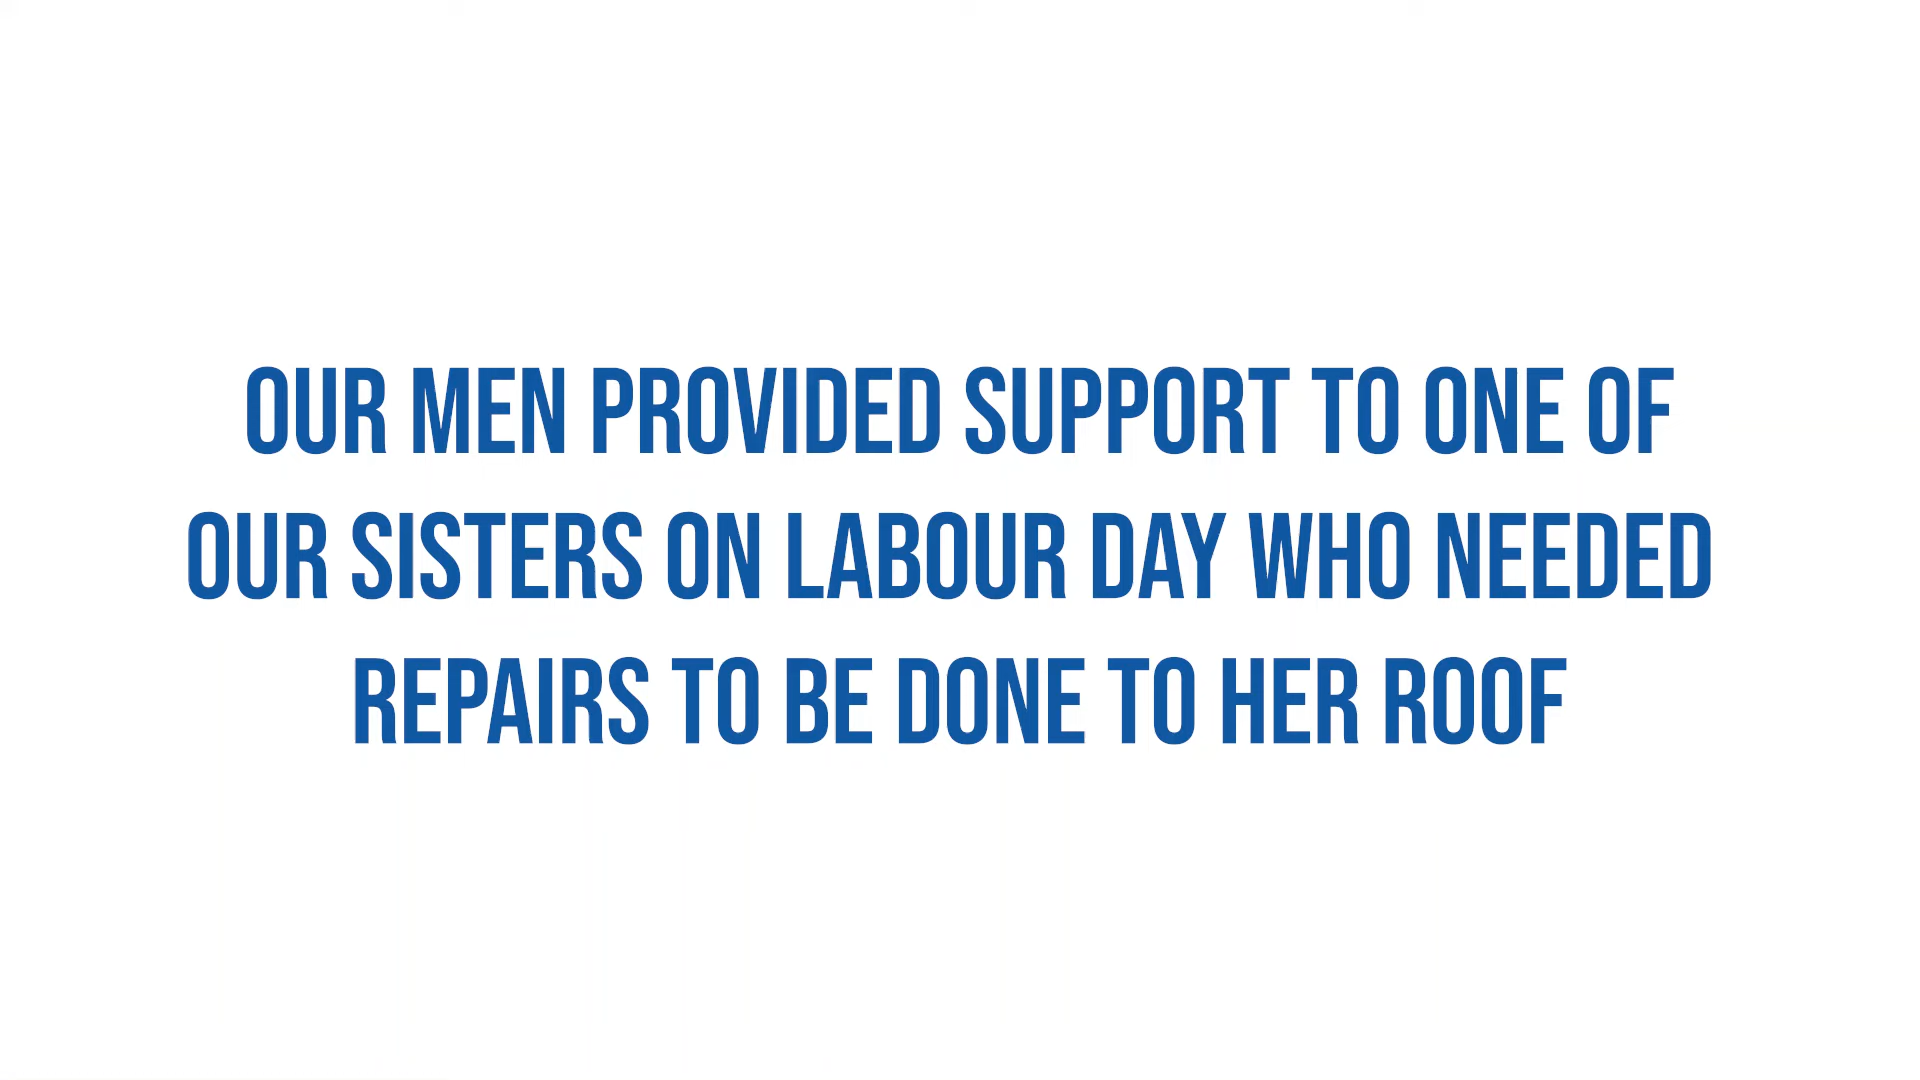 OUR MEN PROVIDED SUPPORT TO ONE OF
OUR SISTERS ON LABOUR DAY WHO NEEDED
REPAIRS TO BE DONE TO HER ROOF